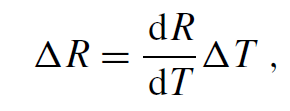 ΔR = dR/dT ΔT ,